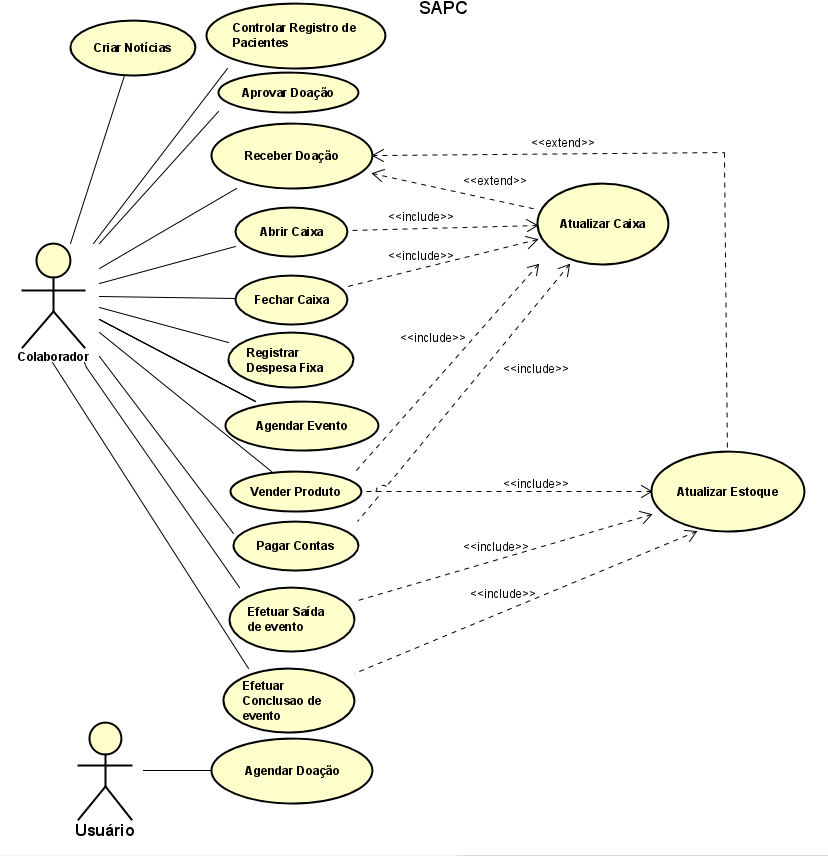 SAPC
Criar Notícias
Controlar Registro de
Pacientes
Aprovar Doação
Receber Doação
<<extend>>
<<extend>>
Abrir Caixa
<<include>>
Atualizar Caixa
<<include>>
Fechar Caixa
Colaborador
Registrar
Despesa Fixa
<<include>>
<<include>>
Agendar Evento
Vender Produto
<<include>>
Atualizar Estoque
Pagar Contas
<<include>>
Efetuar Saída
de evento
<<include>>
Efetuar
Conclusao de
evento
Agendar Doação
Usuário